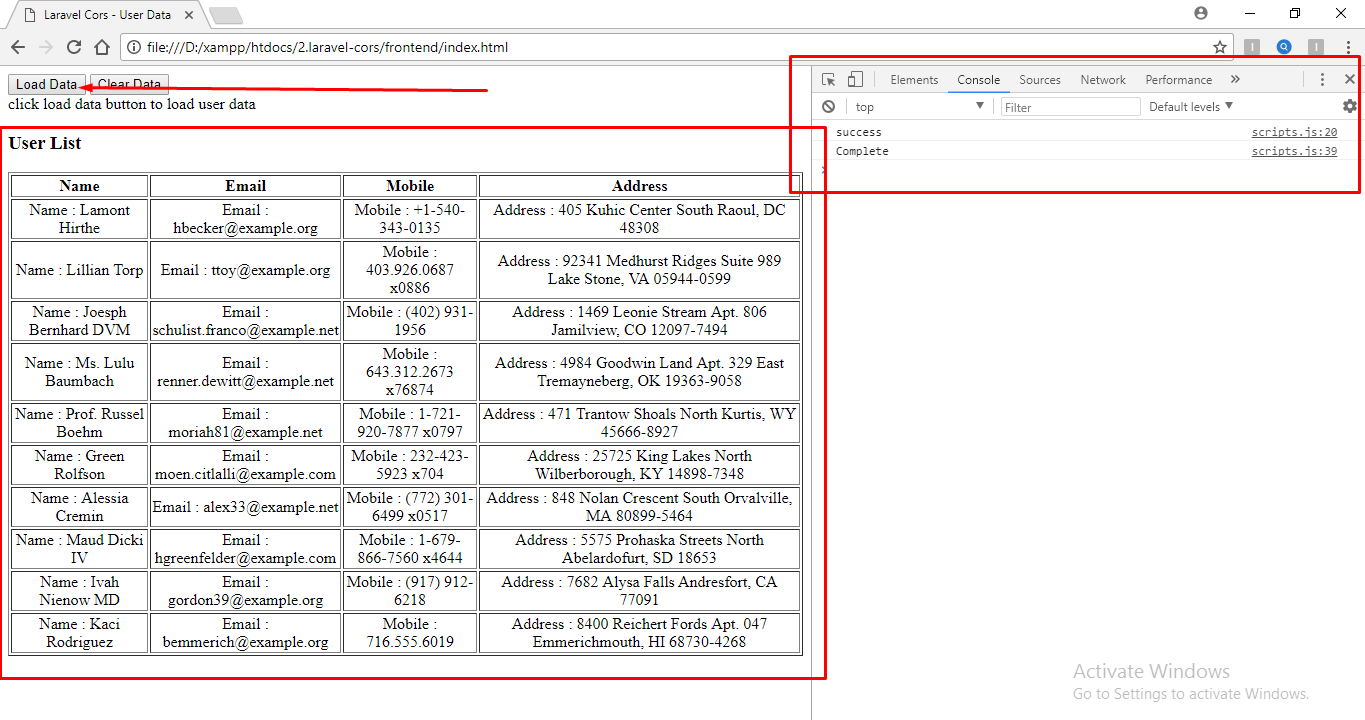 Laravel Cors - User Data
file:///D:/xampp/htdocs/2.laravel-cors/frontend/index.html
Load Data Clear Data
click load data button to load user data
User List
Name Email Mobile Address
Name : Lamont Hirthe Email : hbecker@example.org Mobile : +1-540-343-0135 Address : 405 Kuhic Center South Raoul, DC 48308
Name : Lillian Torp Email : ttoy@example.org Mobile : 403.926.0687 x0886 Address : 92341 Medhurst Ridges Suite 989 Lake Stone, VA 05944-0599
Name : Joesph Bernhard DVM Email : schulist.franco@example.net Mobile : (402) 931-1956 Address : 1469 Leonie Stream Apt. 806 Jamilview, CO 12097-7494
Name : Ms. Lulu Baumbach Email : renner.dewitt@example.net Mobile : 643.312.2673 x76874 Address : 4984 Goodwin Land Apt. 329 East Tremayneberg, OK 19363-9058
Name : Prof. Russel Boehm Email : moriah81@example.net Mobile : 1-721-920-7877 x0797 Address : 471 Trantow Shoals North Kurtis, WY 45666-8927
Name : Green Rolfson Email : moen.citlalli@example.com Mobile : 232-423-5923 x704 Address : 25725 King Lakes North Wilberborough, KY 14898-7348
Name : Alessia Cremin Email : alex33@example.net Mobile : (772) 301-6499 x0517 Address : 848 Nolan Crescent South Orvalville, MA 80899-5464
Name : Maud Dicki IV Email : hgreenfelder@example.com Mobile : 1-679-866-7560 x4644 Address : 5575 Prohaska Streets North Abelardofurt, SD 18653
Name : Ivah Nienow MD Email : gordon39@example.org Mobile : (917) 912-6218 Address : 7682 Alysa Falls Andresfort, CA 77091
Name : Kaci Rodriguez Email : bemmerich@example.org Mobile : 716.555.6019 Address : 8400 Reichert Fords Apt. 047 Emmerichmouth, HI 68730-4268
Elements Console Sources Network Performance »
top Filter Default levels
success scripts.js:20
Complete scripts.js:39
Activate Windows
Go to Settings to activate Windows.